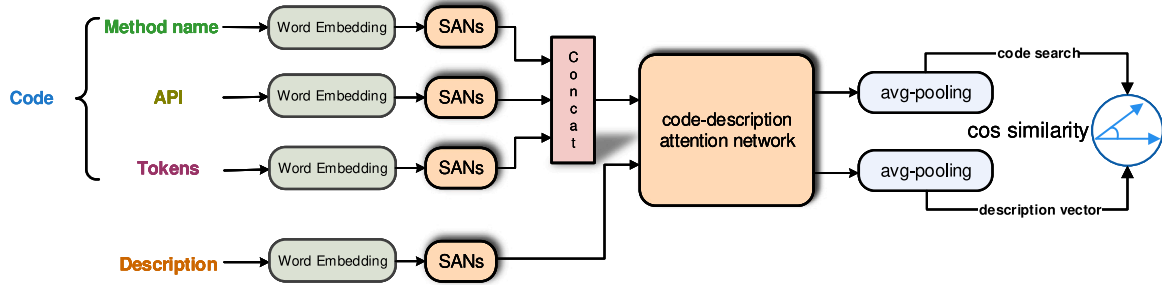 Method name
Word Embedding
SANs
Code
API
Word Embedding
SANs
Concat
Tokens
Word Embedding
SANs
Description
Word Embedding
SANs
code-description
attention network
avg-pooling
avg-pooling
code search
cos similarity
description vector